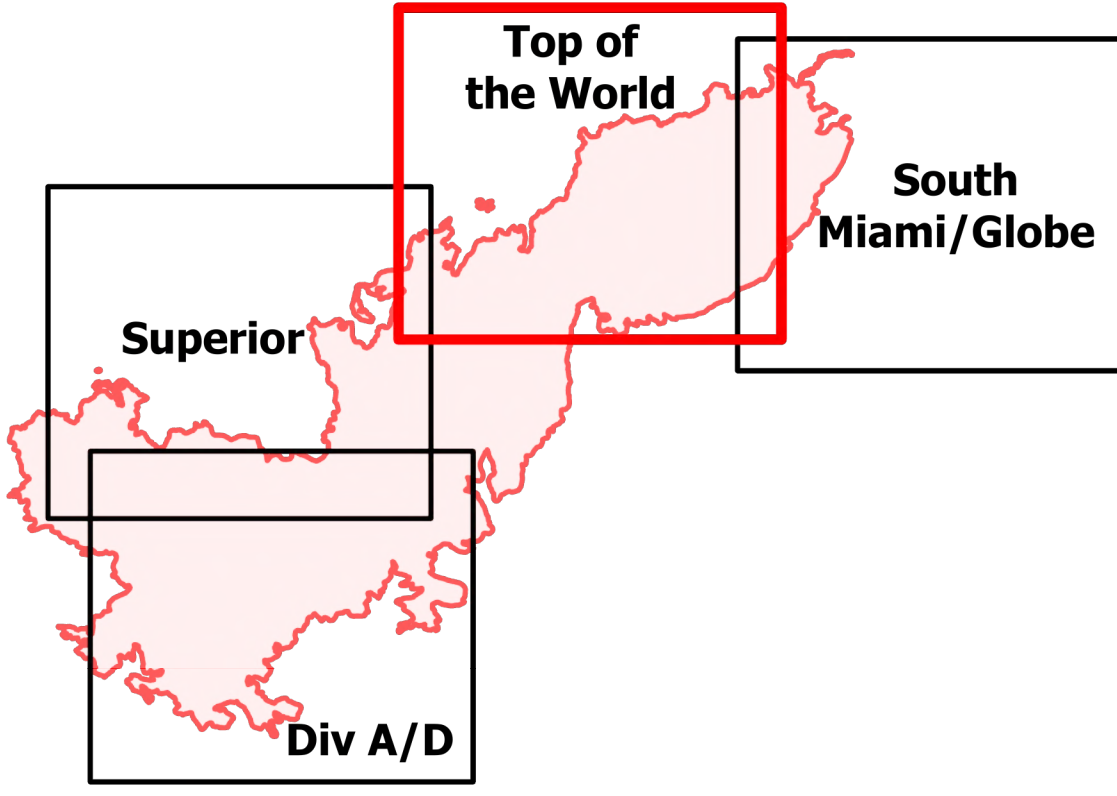 Top of
the World
South
Miami/Globe
Superior
Div A/D